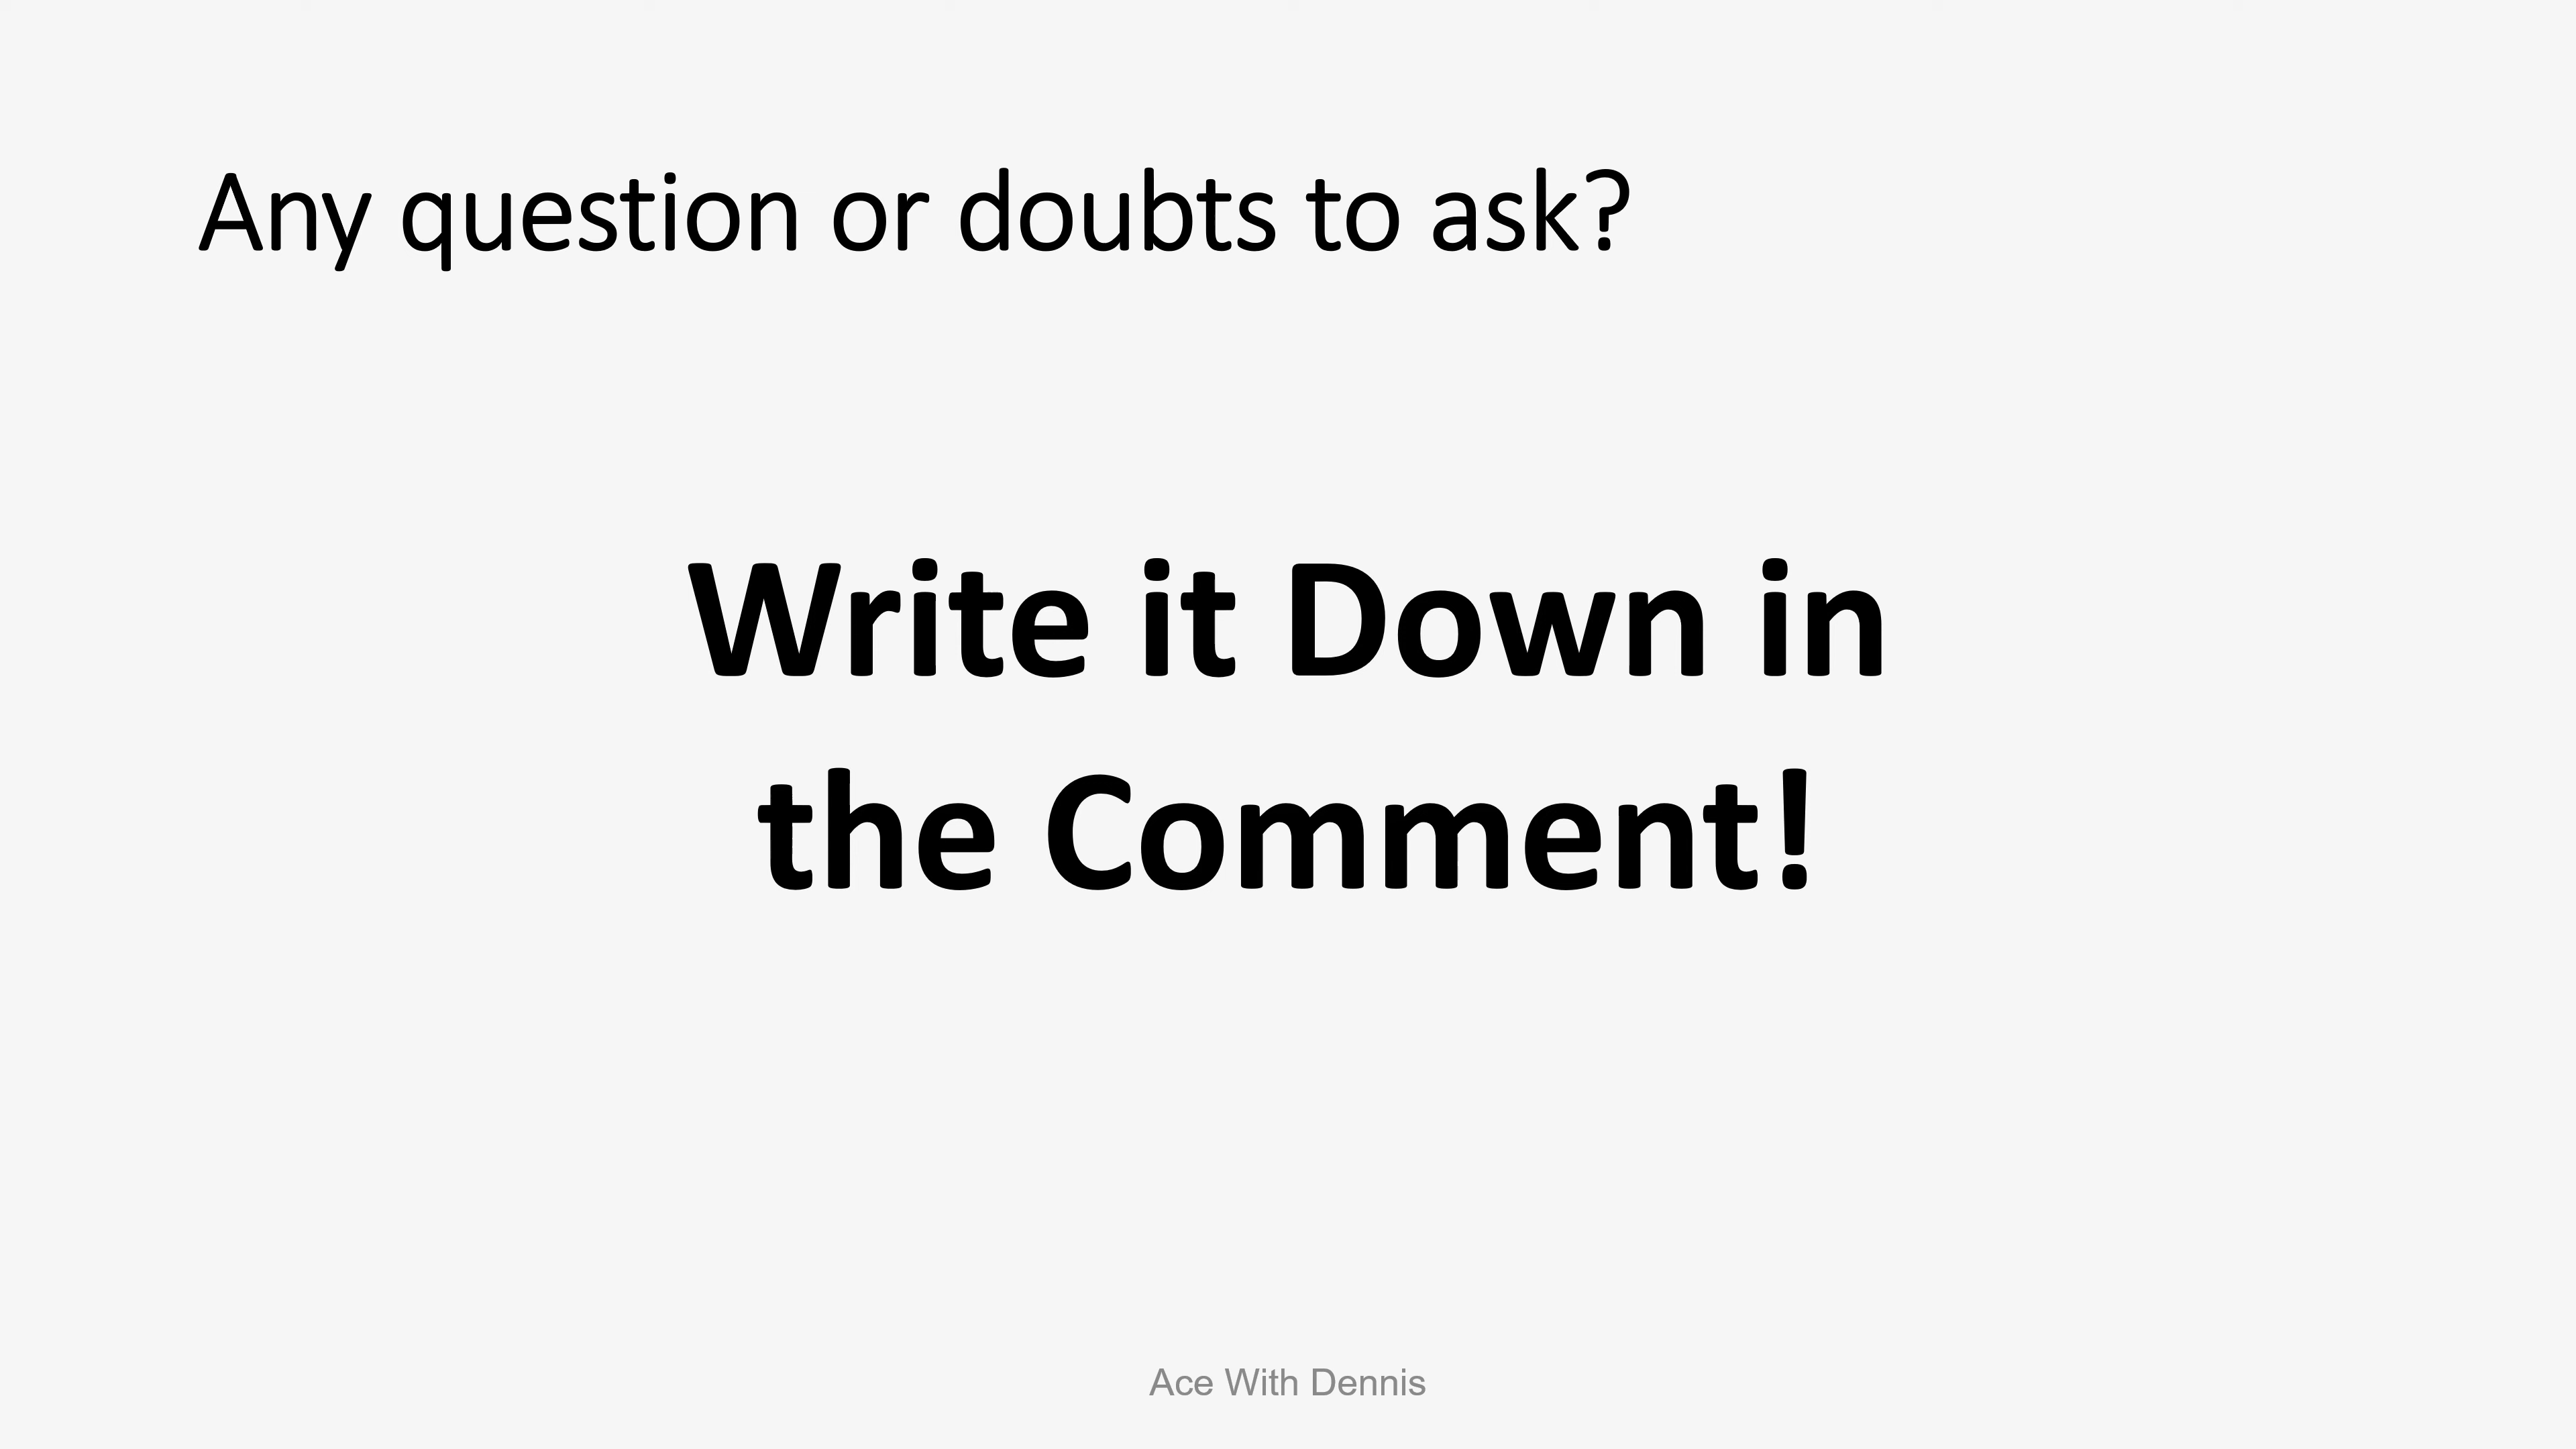 Any question or doubts to ask?
Write it Down in
the Comment!
Ace With Dennis